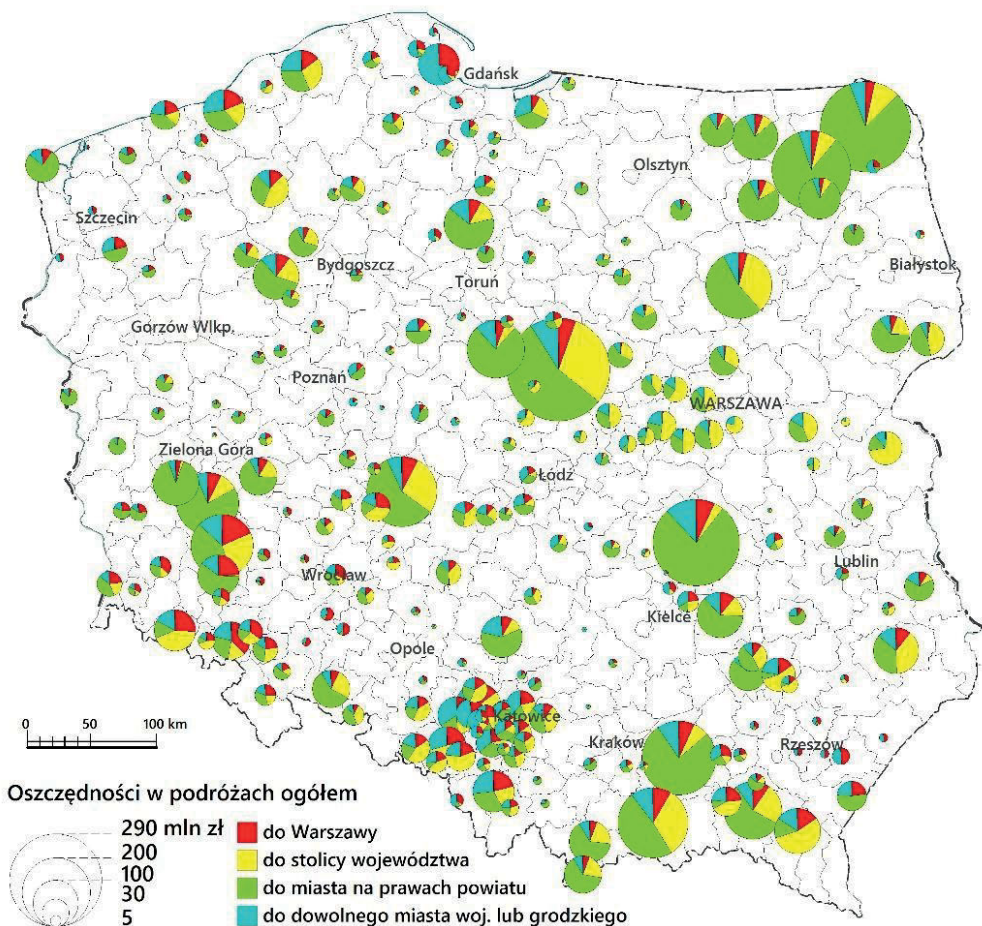 Gdańsk
Olsztyn
Szczecin
Bydgoszcz
Toruń
Białystok
Gorzów Wlkp.
Poznań
WARSZAWA
Zielona Góra
Łódź
Wrocław
Lublin
Kielce
Opole
Katowice
Kraków
Rzeszów
0 50 100 km
Oszczędności w podróżach ogółem
290 mln zł
200
100
30
5
do Warszawy
do stolicy województwa
do miasta na prawach powiatu
do dowolnego miasta woj. lub grodzkiego